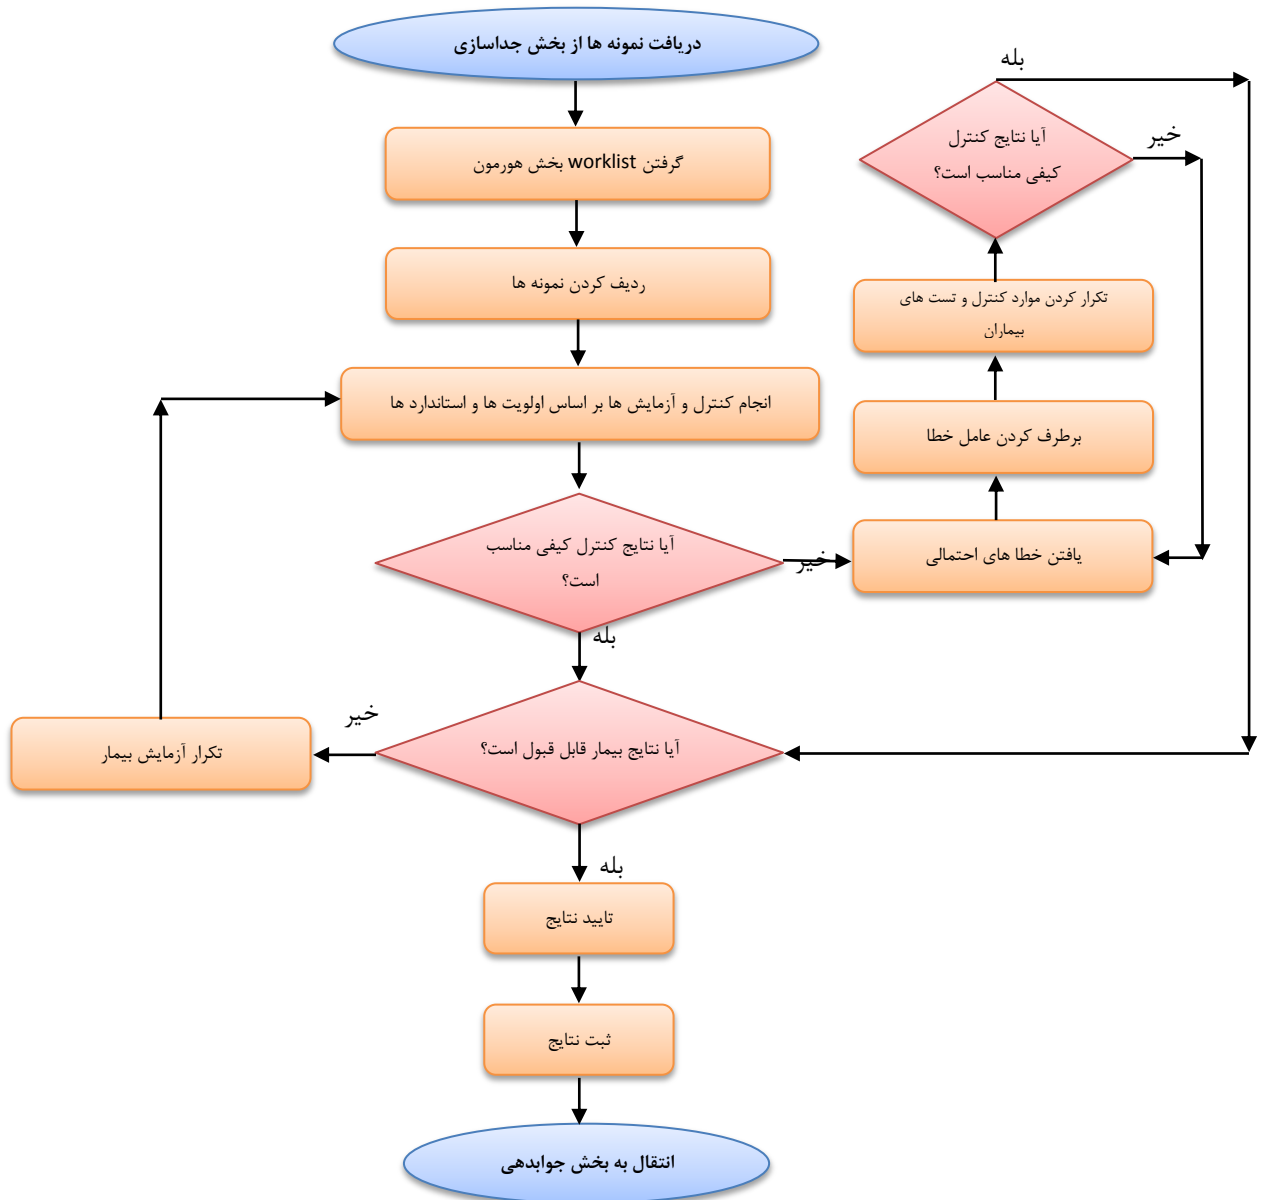 دریافت نمونه ها از بخش جداسازی
گرفتن worklist بخش هورمون
ردیف کردن نمونه ها
انجام کنترل و آزمایش ها بر اساس اولویت ها و استاندارد ها
آیا نتایج کنترل کیفی مناسب
است؟
خیر
بله
یافتن خطا های احتمالی
برطرف کردن عامل خطا
تکرار کردن موارد کنترل و تست های
بیماران
آیا نتایج کنترل
کیفی مناسب است؟
بله
خیر
آیا نتایج بیمار قابل قبول است؟
خیر
تکرار آزمایش بیمار
بله
تایید نتایج
ثبت نتایج
انتقال به بخش جوابدهی